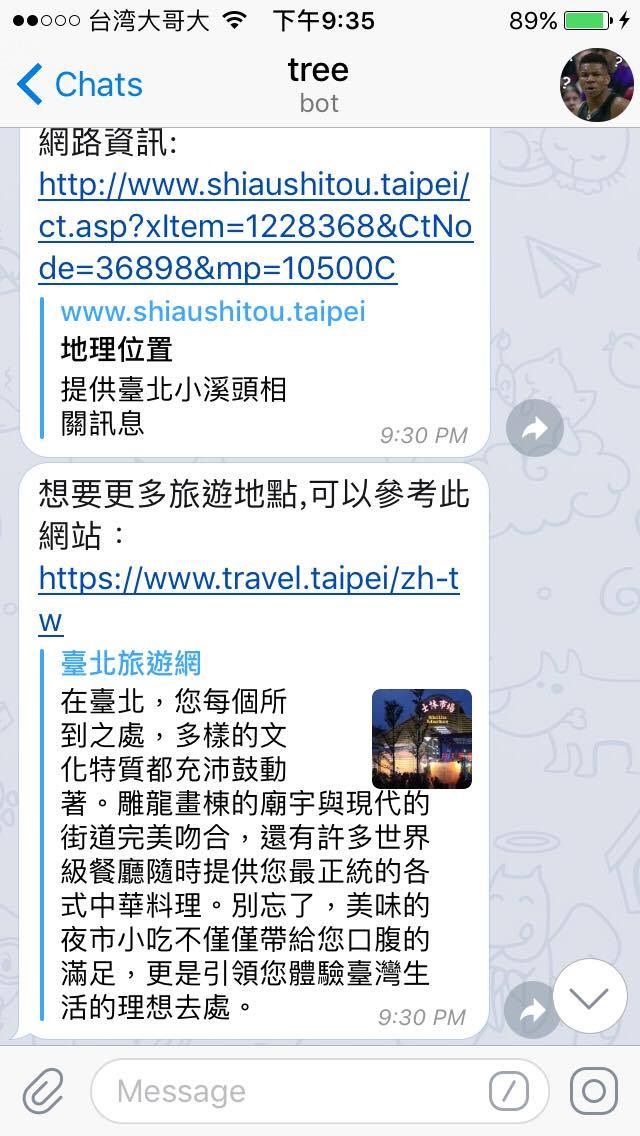 台湾大哥大 下午9:35 89%
Chats
tree
bot
網路資訊:
http://www.shiaushitou.taipei/
ct.asp?xItem=1228368&CtNo
de=36898&mp=10500C
www.shiaushitou.taipei
地理位置
提供臺北小溪頭相
關訊息
9:30 PM
想要更多旅遊地點,可以參考此
網站：
https://www.travel.taipei/zh-t
w
臺北旅遊網
在臺北，您每個所
到之處，多樣的文
化特質都充沛鼓動
著。雕龍畫棟的廟宇與現代的
街道完美吻合，還有許多世界
級餐廳隨時提供您最正統的各
式中華料理。別忘了，美味的
夜市小吃不僅僅帶給您口腹的
滿足，更是引領您體驗臺灣生
活的理想去處。
士林市場
Shilin
Market
9:30 PM
Message